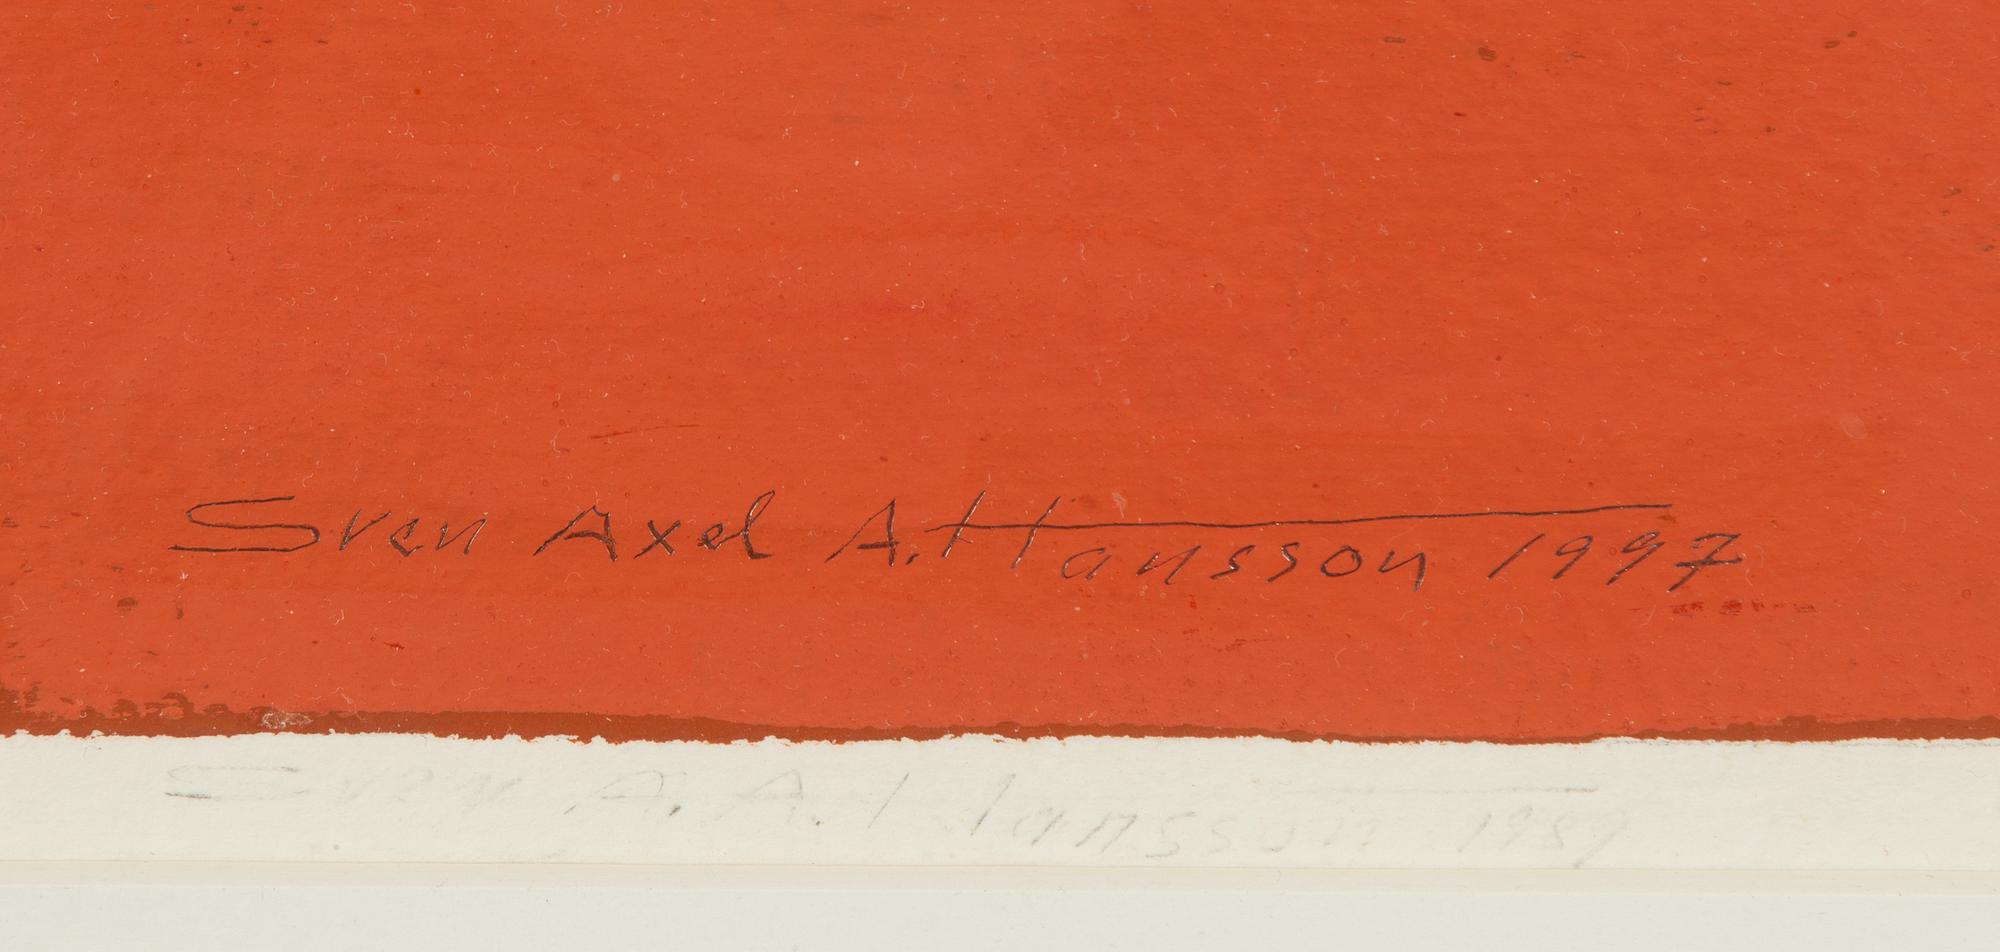 Sven Axel A. Hansson 1997
Sven A. A. Hansson 1989